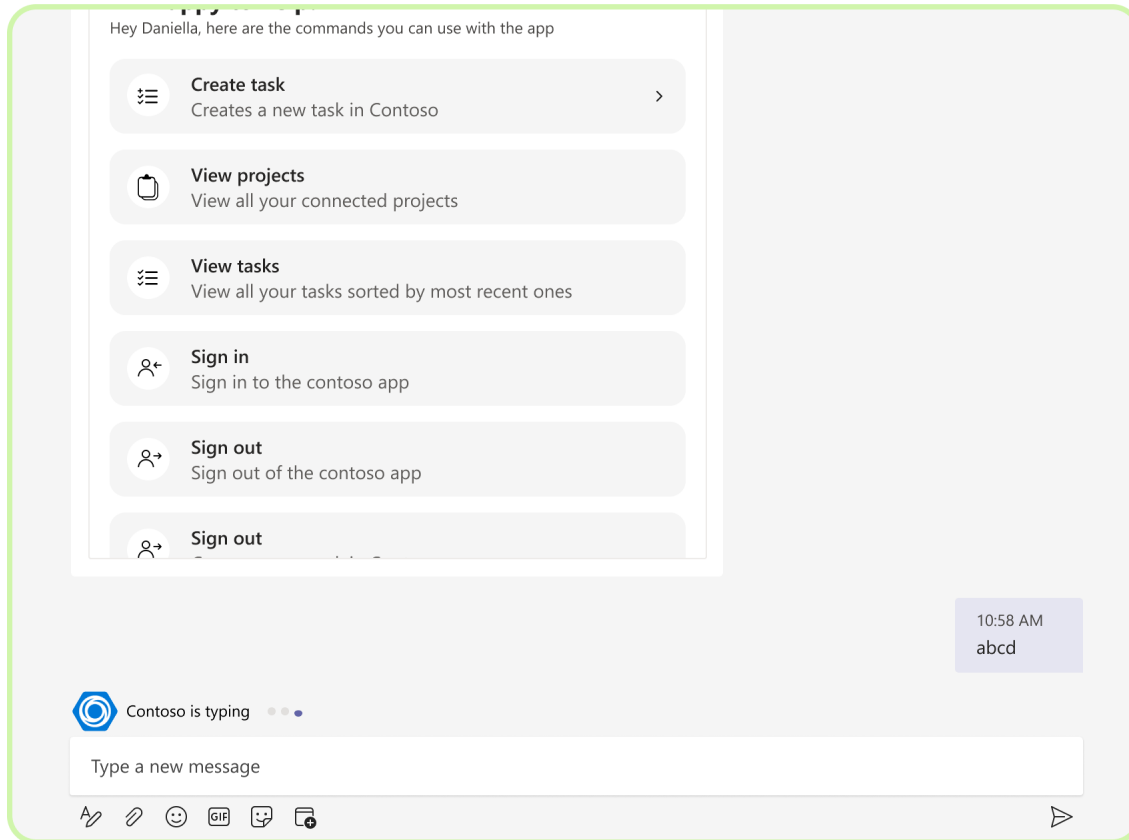 Hey Daniella, here are the commands you can use with the app
Create task
Creates a new task in Contoso
View projects
View all your connected projects
View tasks
View all your tasks sorted by most recent ones
Sign in
Sign in to the contoso app
Sign out
Sign out of the contoso app
Sign out
10:58 AM
abcd
Contoso is typing
Type a new message
GIF